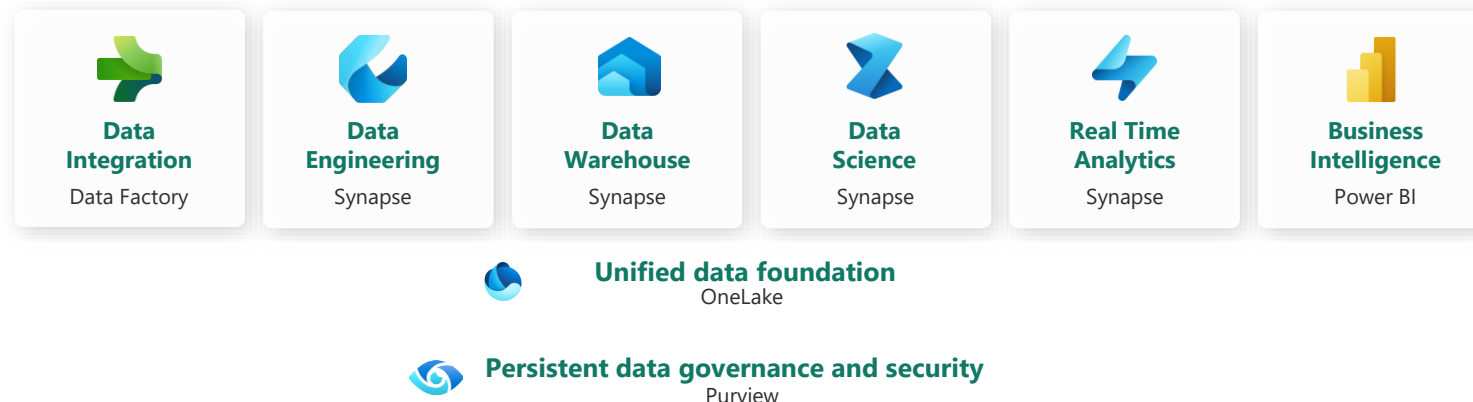 Data
Integration
Data Factory
Data
Engineering
Synapse
Data
Warehouse
Synapse
Data
Science
Synapse
Real Time
Analytics
Synapse
Business
Intelligence
Power BI
Unified data foundation
OneLake
Persistent data governance and security
Purview